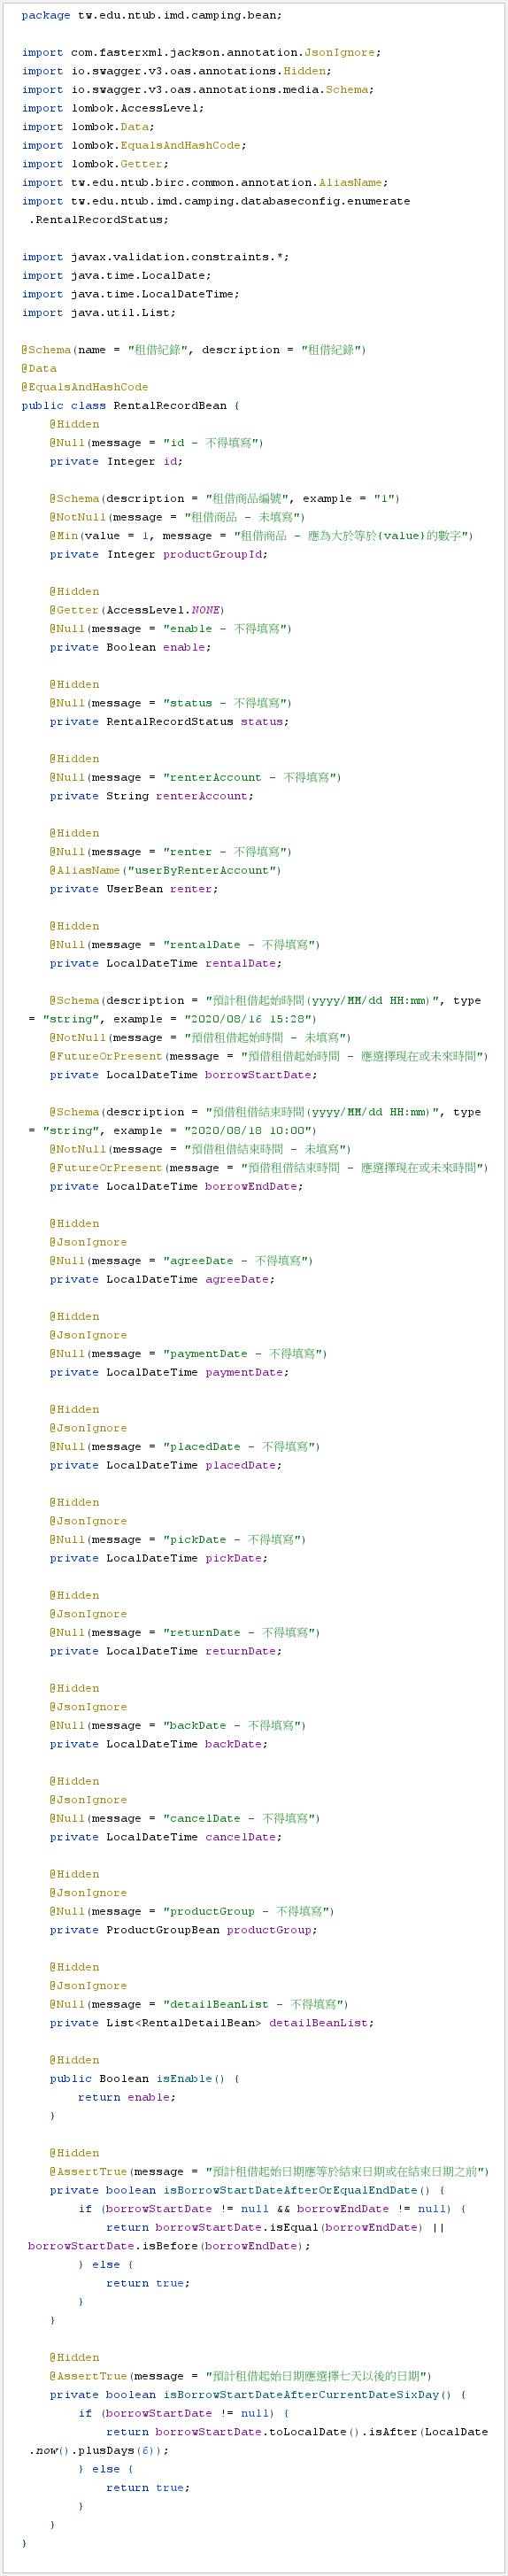 package tw.edu.ntub.imd.camping.bean;
import com.fasterxml.jackson.annotation.JsonIgnore;
import io.swagger.v3.oas.annotations.Hidden;
import io.swagger.v3.oas.annotations.media.Schema;
import lombok.AccessLevel;
import lombok.Data;
import lombok.EqualsAndHashCode;
import lombok.Getter;
import tw.edu.ntub.birc.common.annotation.AliasName;
import tw.edu.ntub.imd.camping.databaseconfig.enumerate
.RentalRecordStatus;
import javax.validation.constraints.*;
import java.time.LocalDate;
import java.time.LocalDateTime;
import java.util.List;
@Schema(name = "租借紀錄", description = "租借紀錄")
@Data
@EqualsAndHashCode
public class RentalRecordBean {
@Hidden
@Null(message = "id - 不得填寫")
private Integer id;
@Schema(description = "租借商品編號", example = "1")
@NotNull(message = "租借商品 - 未填寫")
@Min(value = 1, message = "租借商品 - 應為大於等於{value}的數字")
private Integer productGroupId;
@Hidden
@Getter(AccessLevel.NONE)
@Null(message = "enable - 不得填寫")
private Boolean enable;
@Hidden
@Null(message = "status - 不得填寫")
private RentalRecordStatus status;
@Hidden
@Null(message = "renterAccount - 不得填寫")
private String renterAccount;
@Hidden
@Null(message = "renter - 不得填寫")
@AliasName("userByRenterAccount")
private UserBean renter;
@Hidden
@Null(message = "rentalDate - 不得填寫")
private LocalDateTime rentalDate;
@Schema(description = "預計租借起始時間(yyyy/MM/dd HH:mm)", type
= "string", example = "2020/08/16 15:28")
@NotNull(message = "預借租借起始時間 - 未填寫")
@FutureOrPresent(message = "預借租借起始時間 - 應選擇現在或未來時間")
private LocalDateTime borrowStartDate;
@Schema(description = "預借租借結束時間(yyyy/MM/dd HH:mm)", type
= "string", example = "2020/08/18 10:00")
@NotNull(message = "預借租借結束時間 - 未填寫")
@FutureOrPresent(message = "預借租借結束時間 - 應選擇現在或未來時間")
private LocalDateTime borrowEndDate;
@Hidden
@JsonIgnore
@Null(message = "agreeDate - 不得填寫")
private LocalDateTime agreeDate;
@Hidden
@JsonIgnore
@Null(message = "paymentDate - 不得填寫")
private LocalDateTime paymentDate;
@Hidden
@JsonIgnore
@Null(message = "placedDate - 不得填寫")
private LocalDateTime placedDate;
@Hidden
@JsonIgnore
@Null(message = "pickDate - 不得填寫")
private LocalDateTime pickDate;
@Hidden
@JsonIgnore
@Null(message = "returnDate - 不得填寫")
private LocalDateTime returnDate;
@Hidden
@JsonIgnore
@Null(message = "backDate - 不得填寫")
private LocalDateTime backDate;
@Hidden
@JsonIgnore
@Null(message = "cancelDate - 不得填寫")
private LocalDateTime cancelDate;
@Hidden
@JsonIgnore
@Null(message = "productGroup - 不得填寫")
private ProductGroupBean productGroup;
@Hidden
@JsonIgnore
@Null(message = "detailBeanList - 不得填寫")
private List<RentalDetailBean> detailBeanList;
@Hidden
public Boolean isEnable() {
return enable;
}
@Hidden
@AssertTrue(message = "預計租借起始日期應等於結束日期或在結束日期之前")
private boolean isBorrowStartDateAfterOrEqualEndDate() {
if (borrowStartDate != null && borrowEndDate != null) {
return borrowStartDate.isEqual(borrowEndDate) ||
borrowStartDate.isBefore(borrowEndDate);
} else {
return true;
}
}
@Hidden
@AssertTrue(message = "預計租借起始日期應選擇七天以後的日期")
private boolean isBorrowStartDateAfterCurrentDateSixDay() {
if (borrowStartDate != null) {
return borrowStartDate.toLocalDate().isAfter(LocalDate
.now().plusDays(6));
} else {
return true;
}
}
}